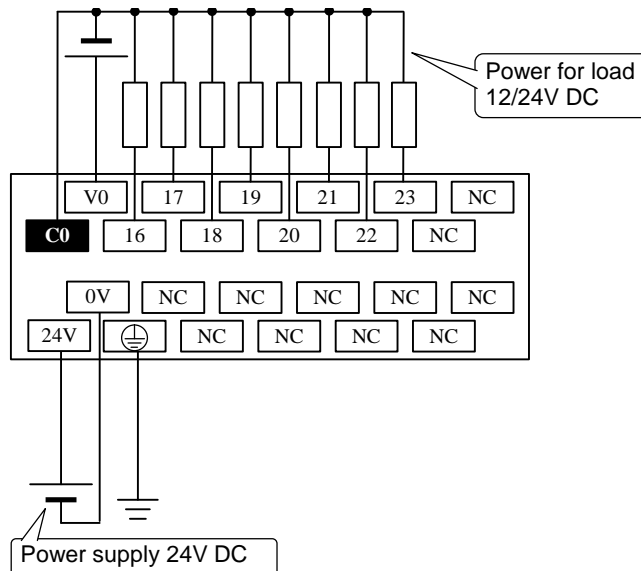 Power for load
12/24V DC
V0 17 19 21 23 NC
C0 16 18 20 22 NC
0V NC NC NC NC NC
24V NC NC NC NC
Power supply 24V DC